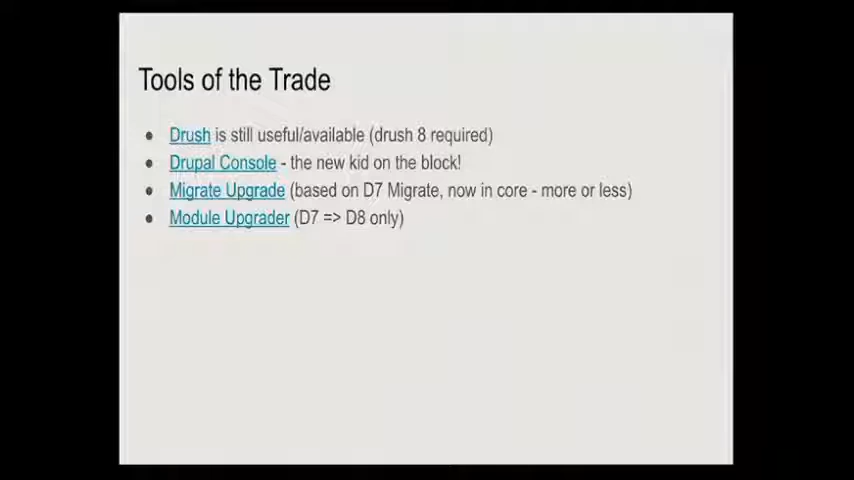 Tools of the Trade
● Drush is still useful/available (drush 8 required)
● Drupal Console - the new kid on the block!
● Migrate Upgrade (based on D7 Migrate, now in core - more or less)
● Module Upgrader (D7 => D8 only)